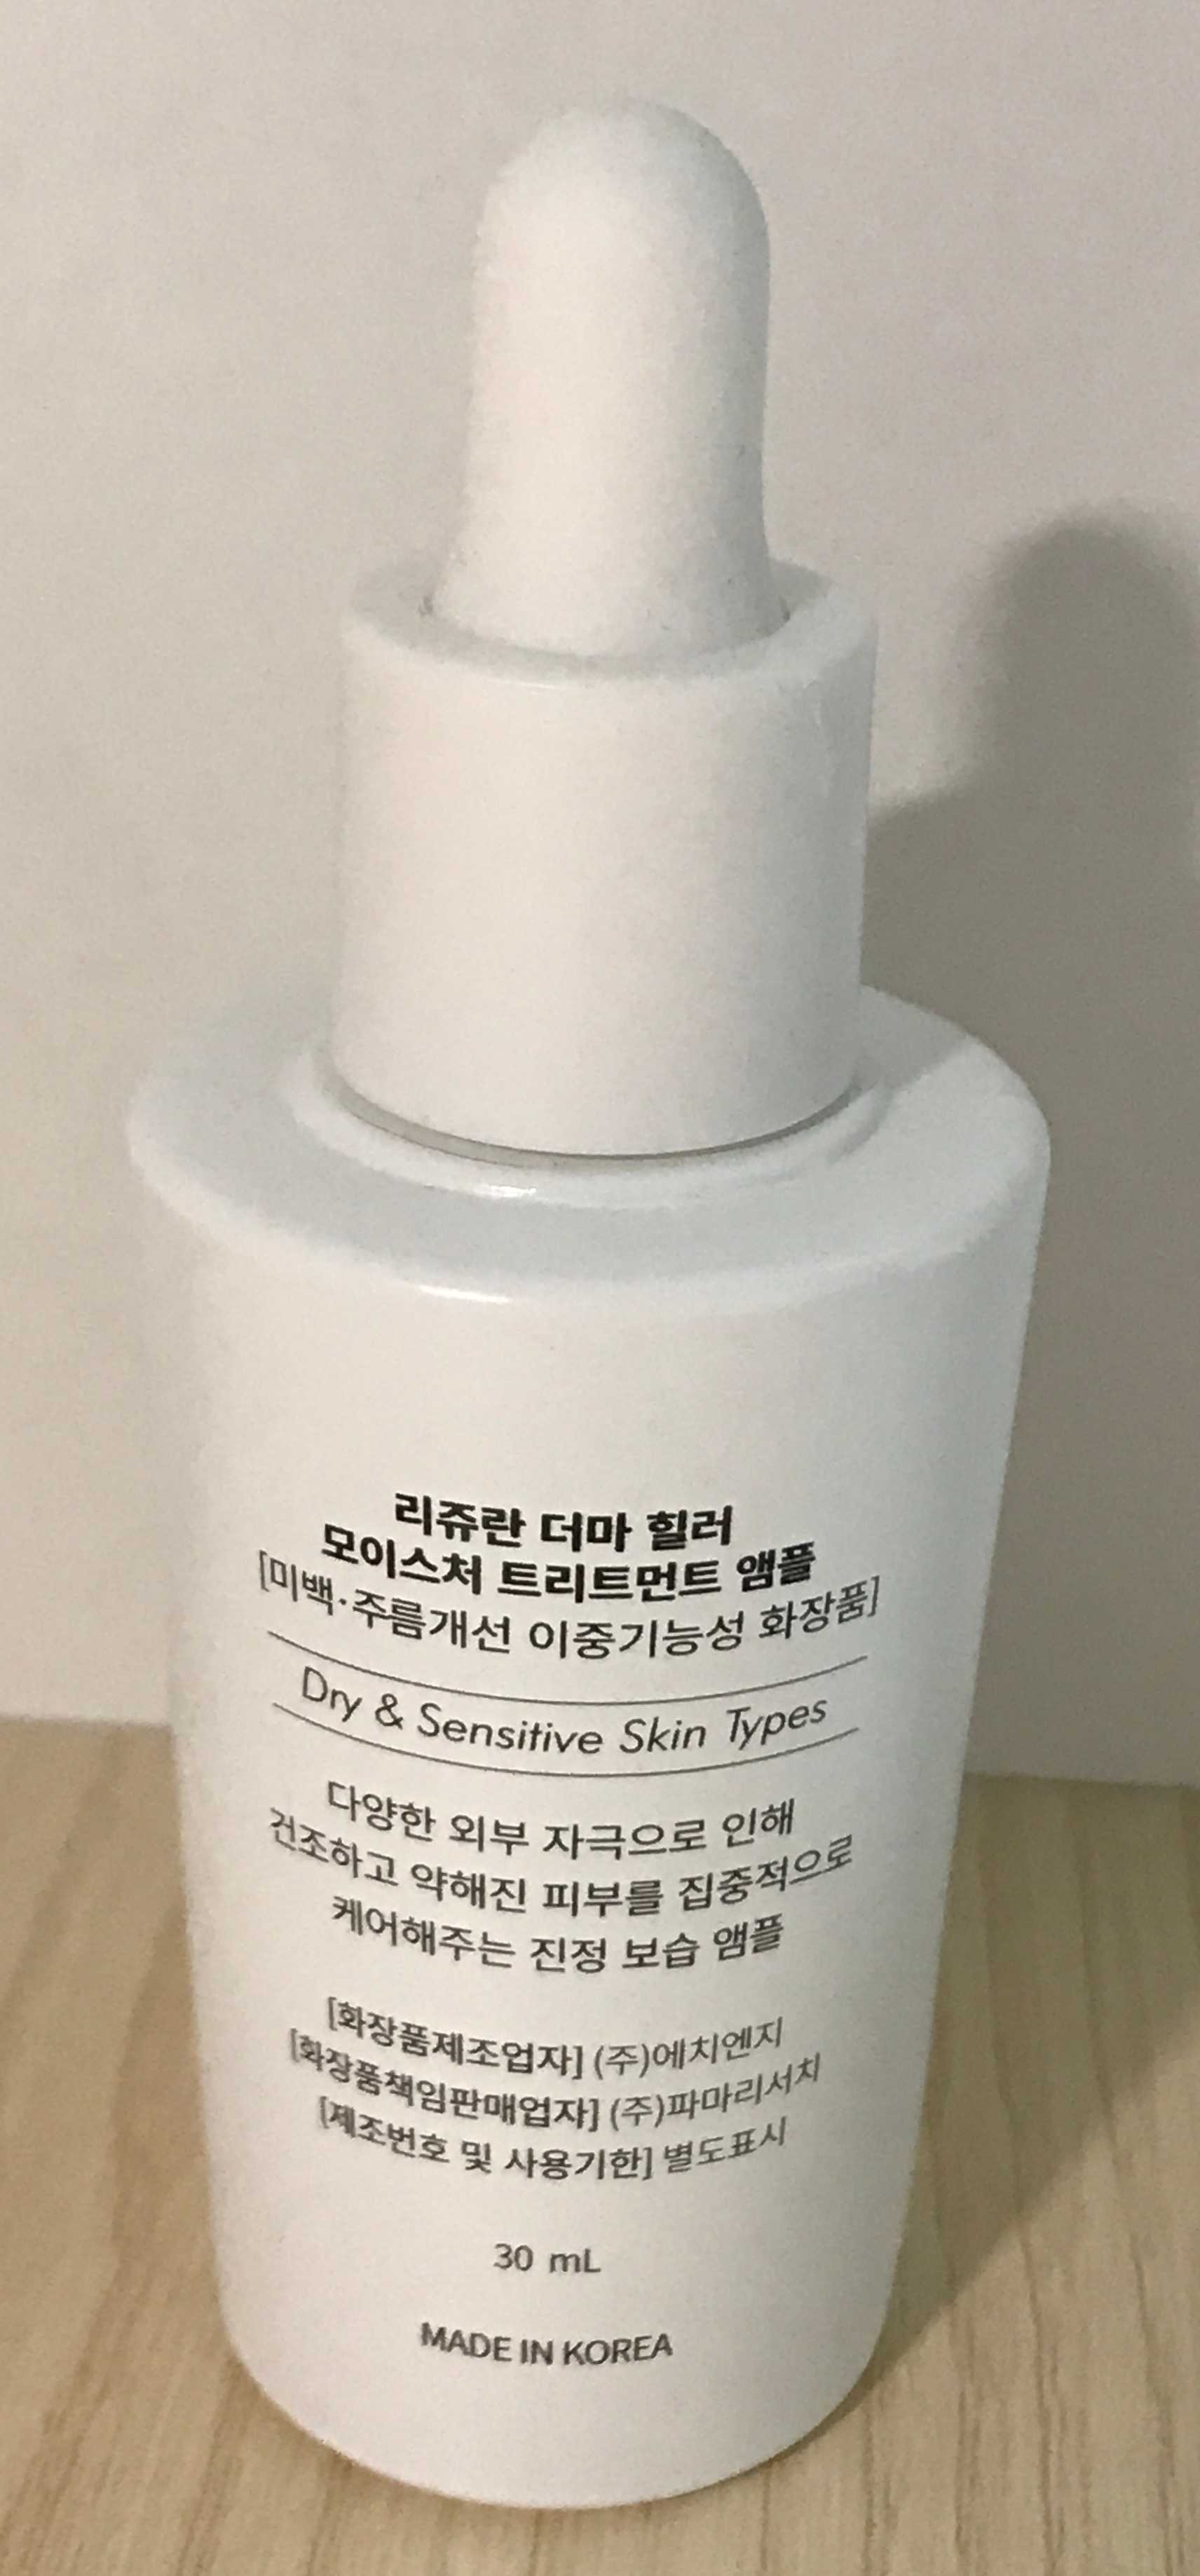 리쥬란 더마 힐러
모이스처 트리트먼트 앰플
[미백·주름개선 이중기능성 화장품]
Dry & Sensitive Skin Types
다양한 외부 자극으로 인해
건조하고 약해진 피부를 집중적으로
케어해주는 진정 보습 앰플
[화장품제조업자] (주)에치엔지
[화장품책임판매업자] (주)파마리서치
[제조번호 및 사용기한] 별도표시
30 mL
MADE IN KOREA